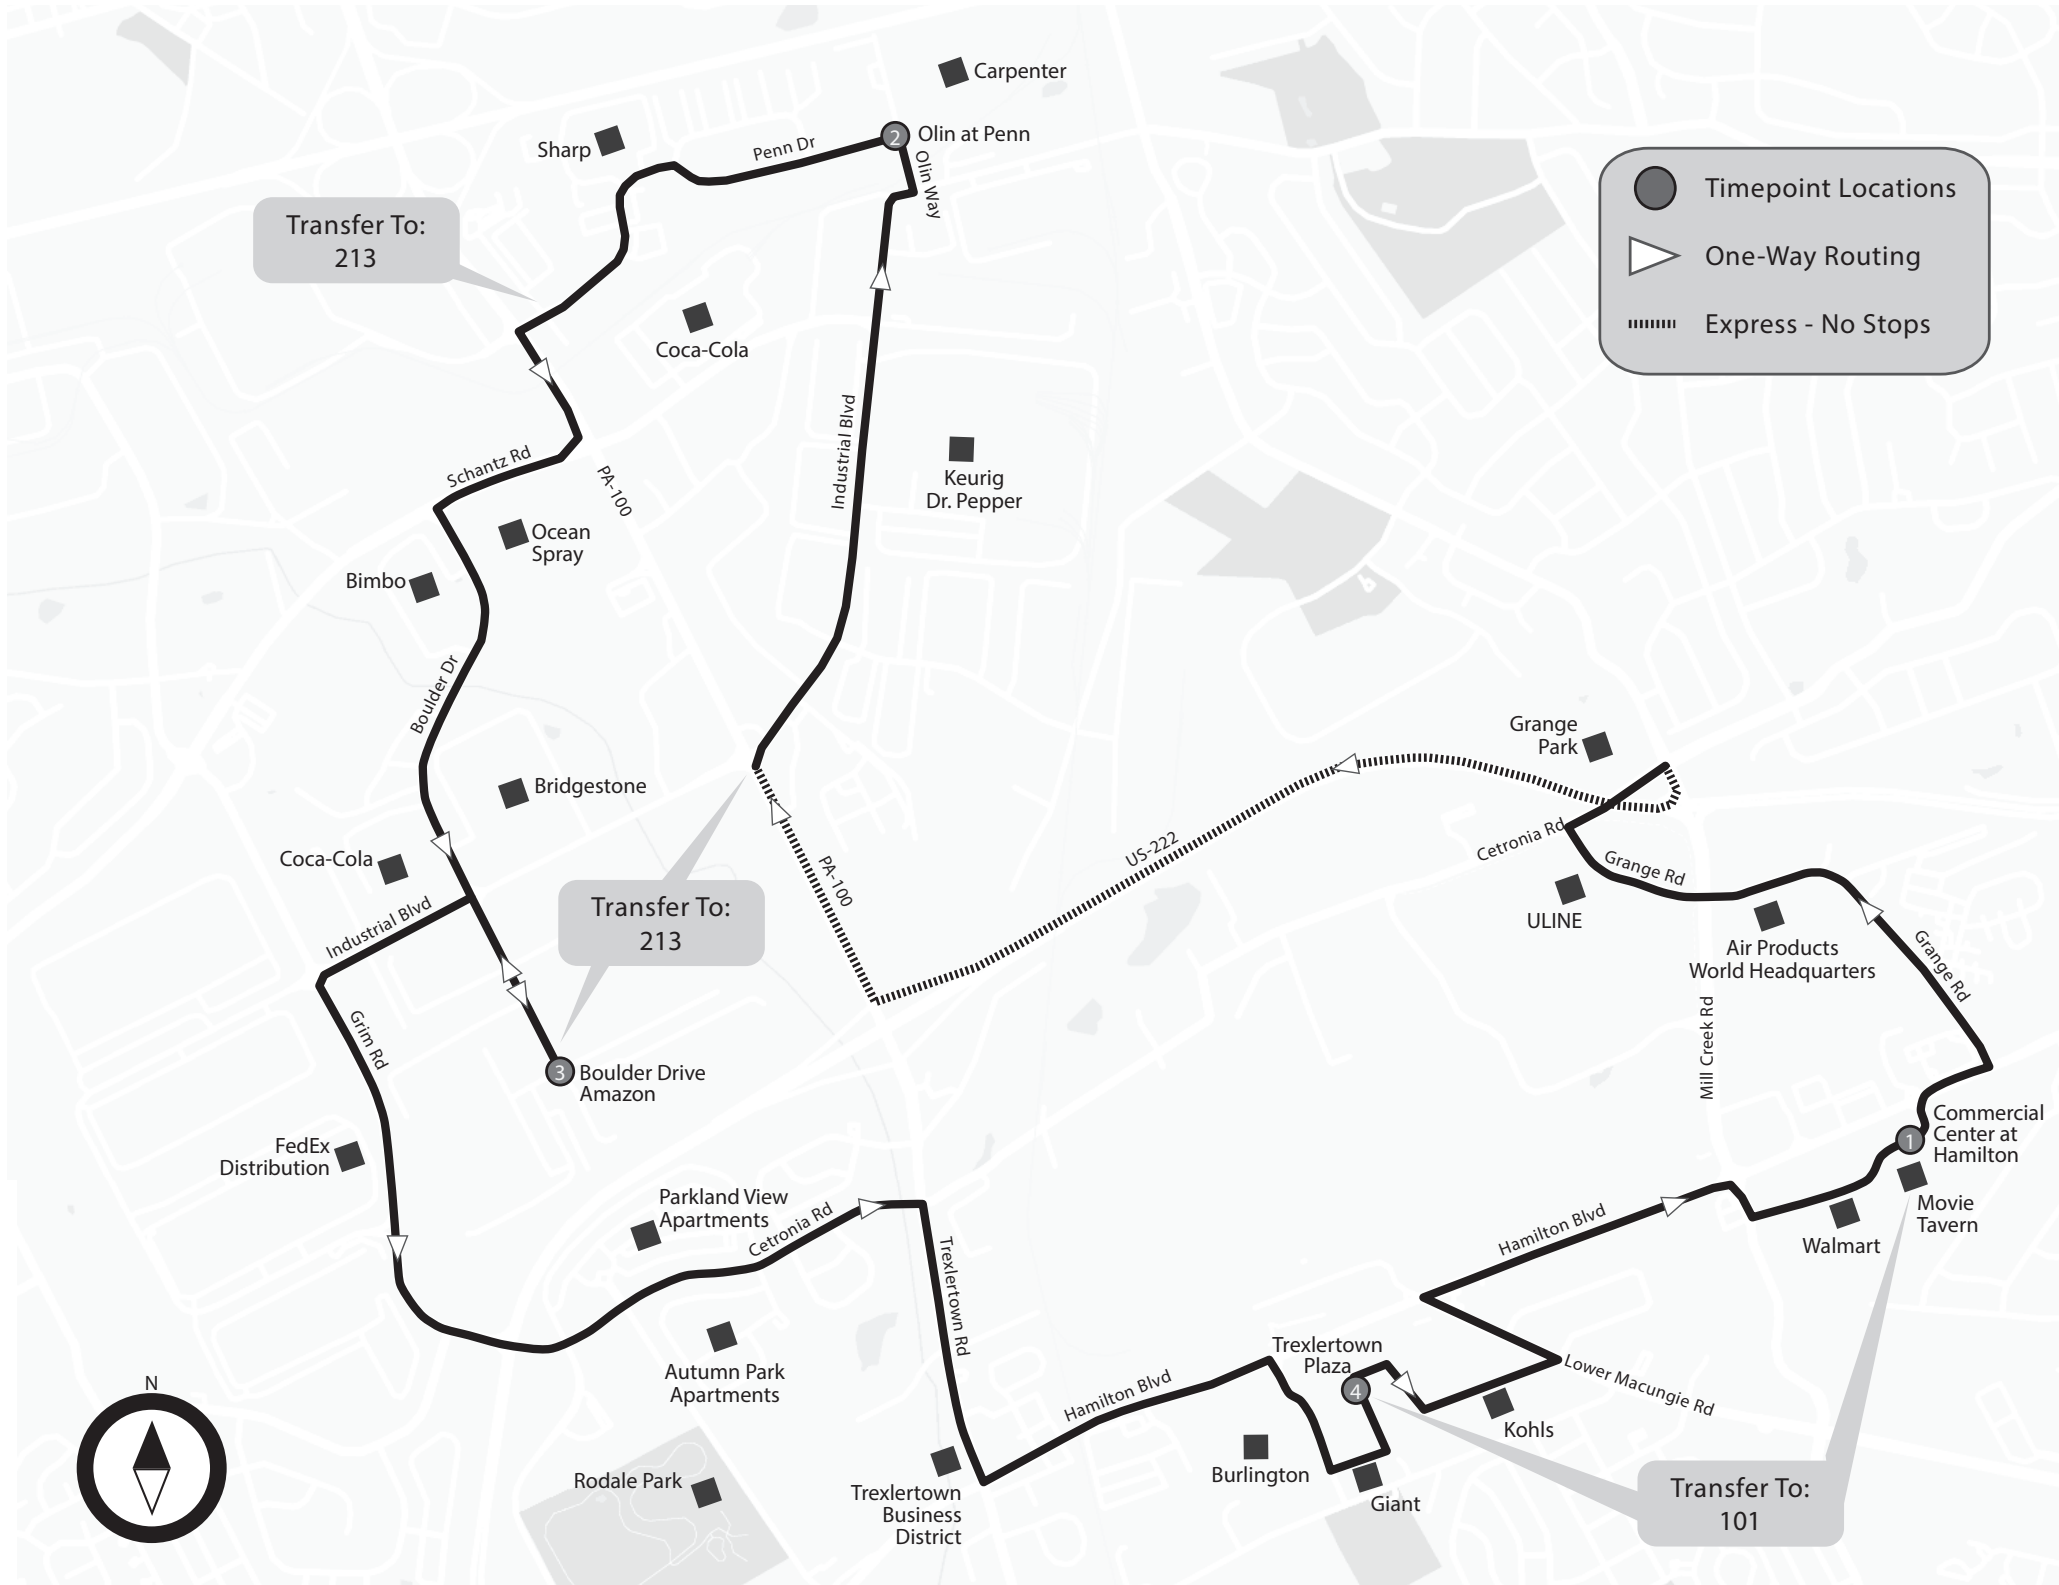 Carpenter
Sharp
Penn Dr
2
Olin at Penn
Olin Way
Timepoint Locations
One-Way Routing
Express - No Stops
Transfer To:
213
Coca-Cola
Industrial Blvd
Keurig
Dr. Pepper
Schantz Rd
PA-100
Ocean
Spray
Bimbo
Boulder Dr
Bridgestone
Coca-Cola
Industrial Blvd
Transfer To:
213
PA-100
US-222
Grange
Park
Cetronia Rd
Grange Rd
ULINE
Air Products
World Headquarters
Grange Rd
Mill Creek Rd
Grim Rd
3
Boulder Drive
Amazon
FedEx
Distribution
Parkland View
Apartments
Cetronia Rd
Trexlertown Rd
Autumn Park
Apartments
1
Commercial
Center at
Hamilton
Movie
Tavern
Walmart
Hamilton Blvd
Trexlertown
Plaza
4
Lower Macungie Rd
Hamilton Blvd
Kohls
Burlington
Giant
Transfer To:
101
N
Rodale Park
Trexlertown
Business
District